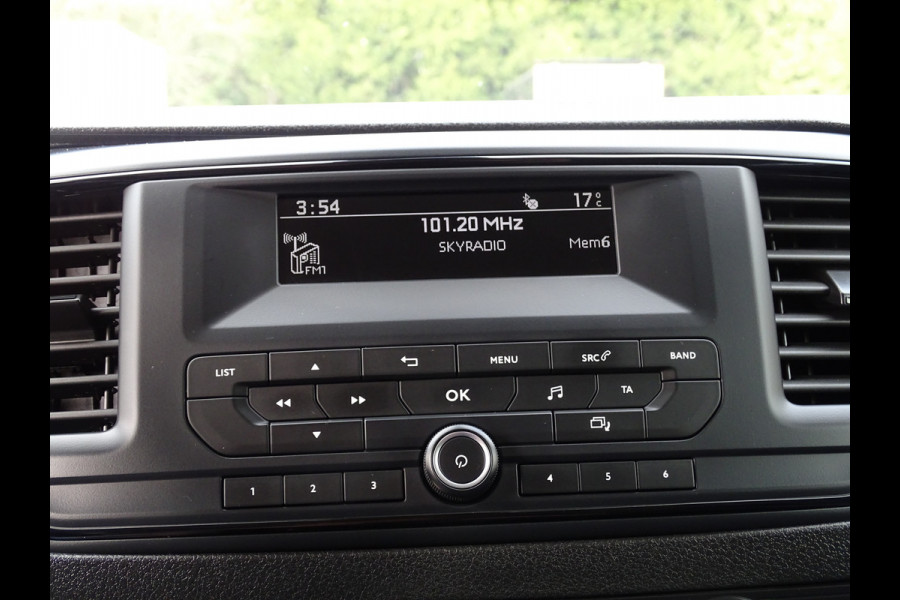 3:54 17°C
101.20 MHz
SKYRADIO Mem6
FM1
LIST MENU SRC BAND
OK TA
1 2 3 4 5 6